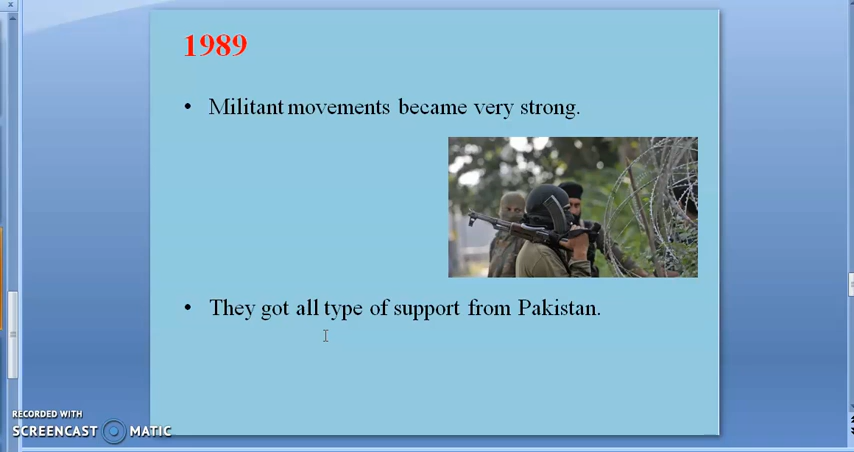 1989
• Militant movements became very strong.
• They got all type of support from Pakistan.
RECORDED WITH
SCREENCAST MATIC